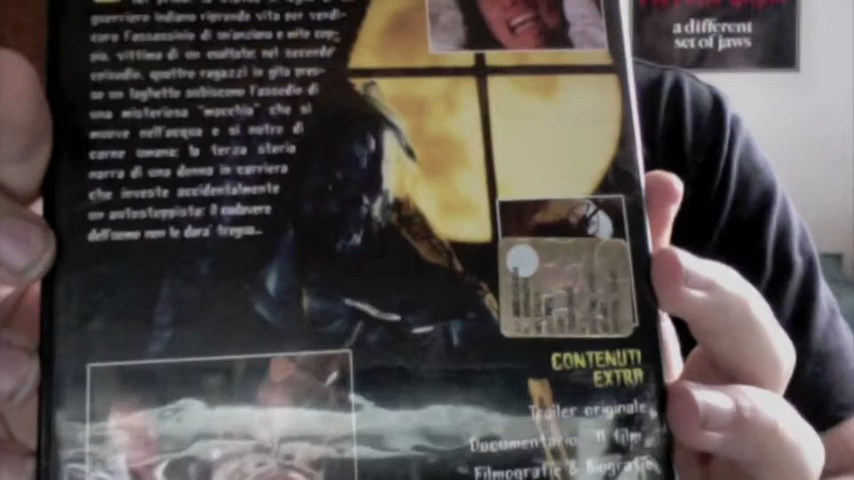 guerriero indiano riprende vita per vendi-
care l'assassinio di un'anziana e mite cop-
pia, vittima di un esaltato; nel secondo
episodio, quattro ragazzi in gita pres-
so un laghetto subiscono l'assedio di
una misteriosa "macchia" che si
muove nell'acqua e si nutre di
carne umana; la terza storia
narra di una donna in carriera
che investe accidentalmente
un autostoppista: il cadavere
dell'uomo non le darà tregua...
a different
set of jaws
CONTENUTI
EXTRA
Trailer originale
Documentario: Il film
Filmografie & Biografie